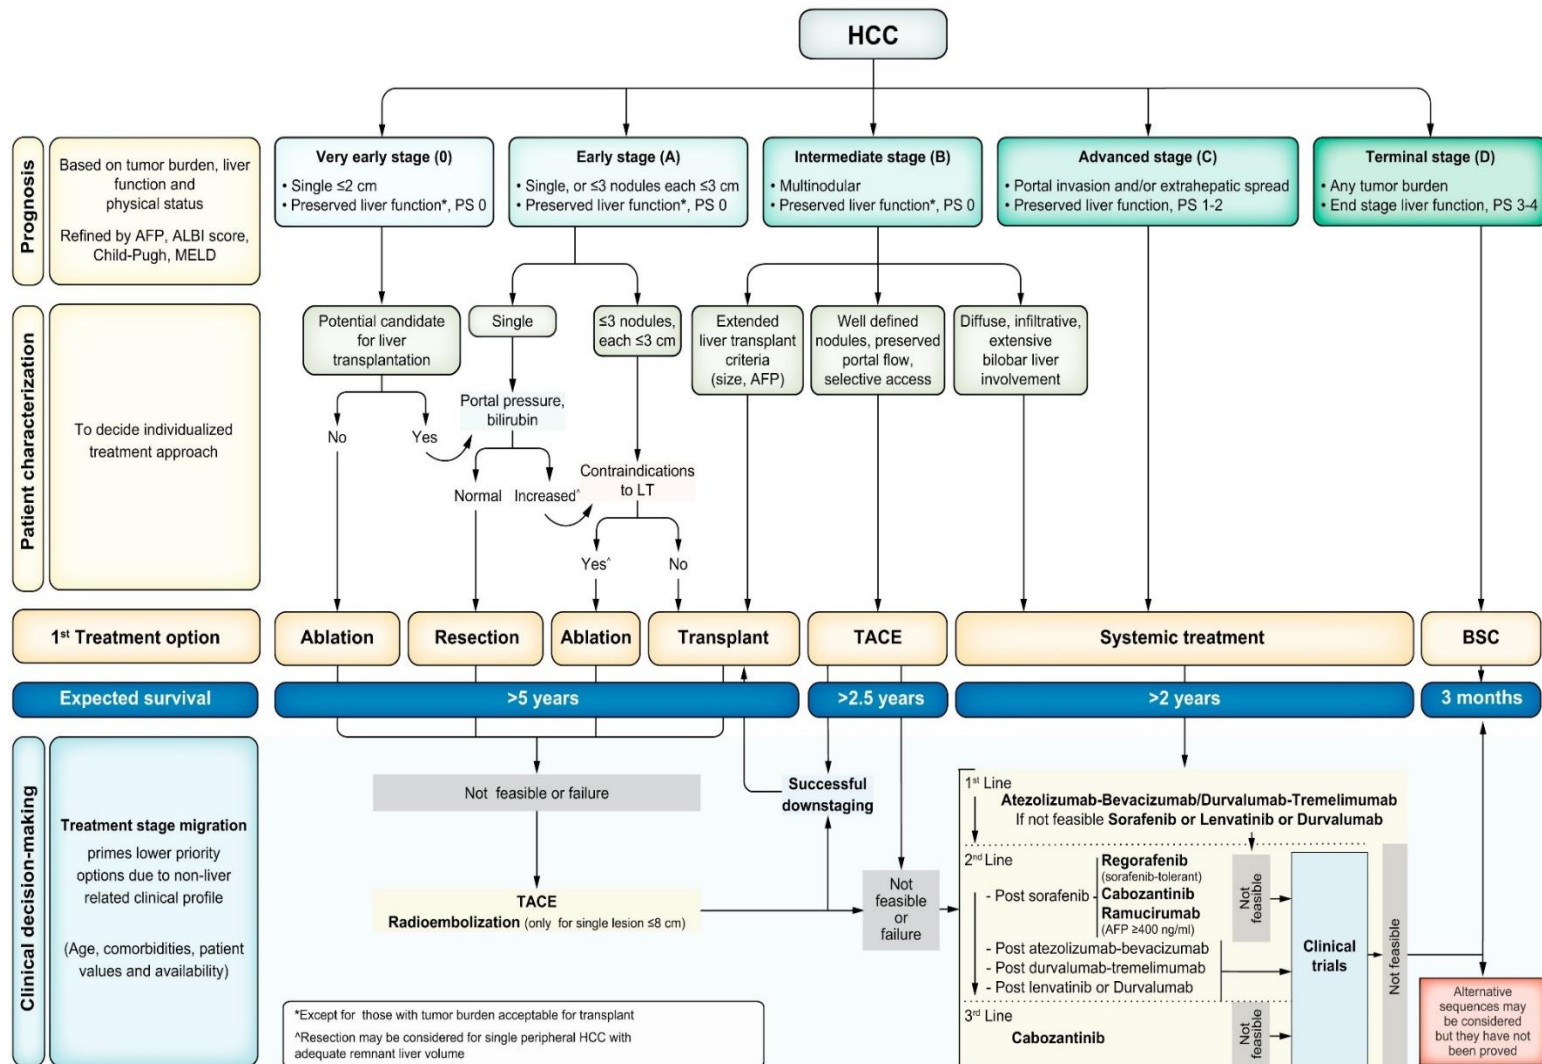 HCC
Prognosis
Based on tumor burden, liver
function and
physical status
Refined by AFP, ALBI score,
Child-Pugh, MELD
Very early stage (0)
• Single ≤2 cm
• Preserved liver function*, PS 0
Early stage (A)
• Single, or ≤3 nodules each ≤3 cm
• Preserved liver function*, PS 0
Intermediate stage (B)
• Multinodular
• Preserved liver function*, PS 0
Advanced stage (C)
• Portal invasion and/or extrahepatic spread
• Preserved liver function, PS 1-2
Terminal stage (D)
• Any tumor burden
• End stage liver function, PS 3-4
Patient characterization
To decide individualized
treatment approach
Potential candidate
for liver
transplantation
No
Yes
Single
Portal pressure,
bilirubin
Normal
Increased^
≤3 nodules,
each ≤3 cm
Contraindications
to LT
Yes^
No
Extended
liver transplant
criteria
(size, AFP)
Well defined
nodules, preserved
portal flow,
selective access
Diffuse, infiltrative,
extensive
bilobar liver
involvement
1st Treatment option
Ablation
Resection
Ablation
Transplant
TACE
Systemic treatment
BSC
Expected survival
>5 years
>2.5 years
>2 years
3 months
Clinical decision-making
Treatment stage migration
primes lower priority
options due to non-liver
related clinical profile
(Age, comorbidities, patient
values and availability)
Not feasible or failure
TACE
Radioembolization (only for single lesion ≤8 cm)
Successful
downstaging
Not
feasible
or
failure
1st Line
Atezolizumab-Bevacizumab/Durvalumab-Tremelimumab
If not feasible Sorafenib or Lenvatinib or Durvalumab
2nd Line
- Post sorafenib
Regorafenib
(sorafenib-tolerant)
Cabozantinib
Ramucirumab
(AFP ≥400 ng/ml)
- Post atezolizumab-bevacizumab
- Post durvalumab-tremelimumab
- Post lenvatinib or Durvalumab
Not
feasible
3rd Line
Cabozantinib
Not
feasible
Clinical
trials
Not feasible
Alternative
sequences may
be considered
but they have not
been proved
*Except for those with tumor burden acceptable for transplant
^Resection may be considered for single peripheral HCC with
adequate remnant liver volume